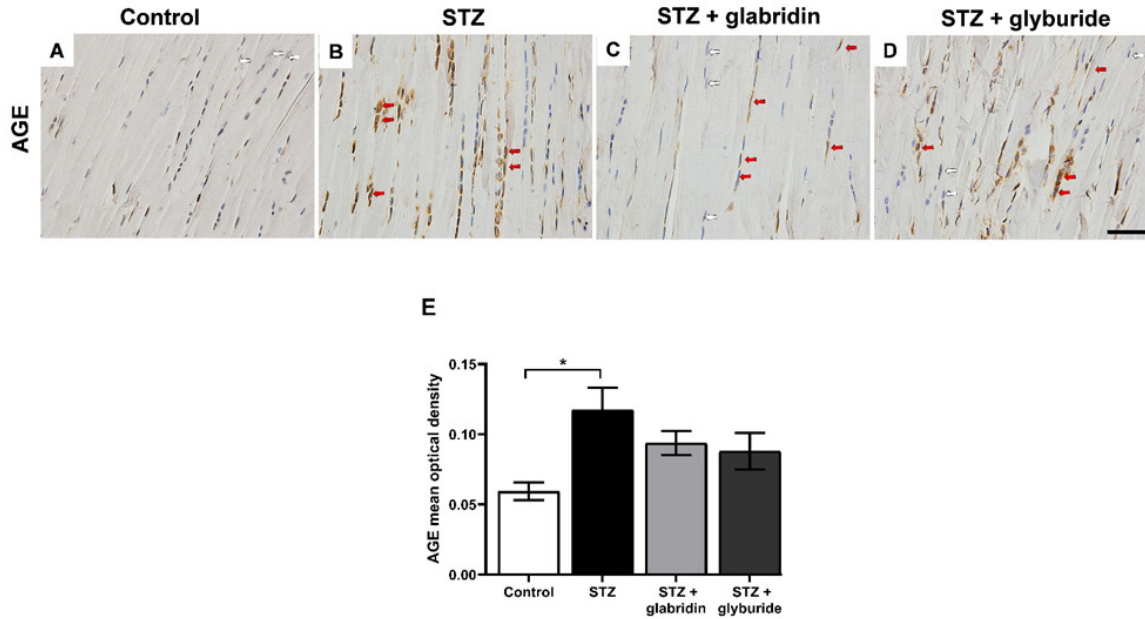 Control
STZ
STZ + glabridin
STZ + glyburide
A
B
C
D
AGE
E
*
0.15
0.10
0.05
0.00
AGE mean optical density
Control
STZ
STZ +
glabridin
STZ +
glyburide